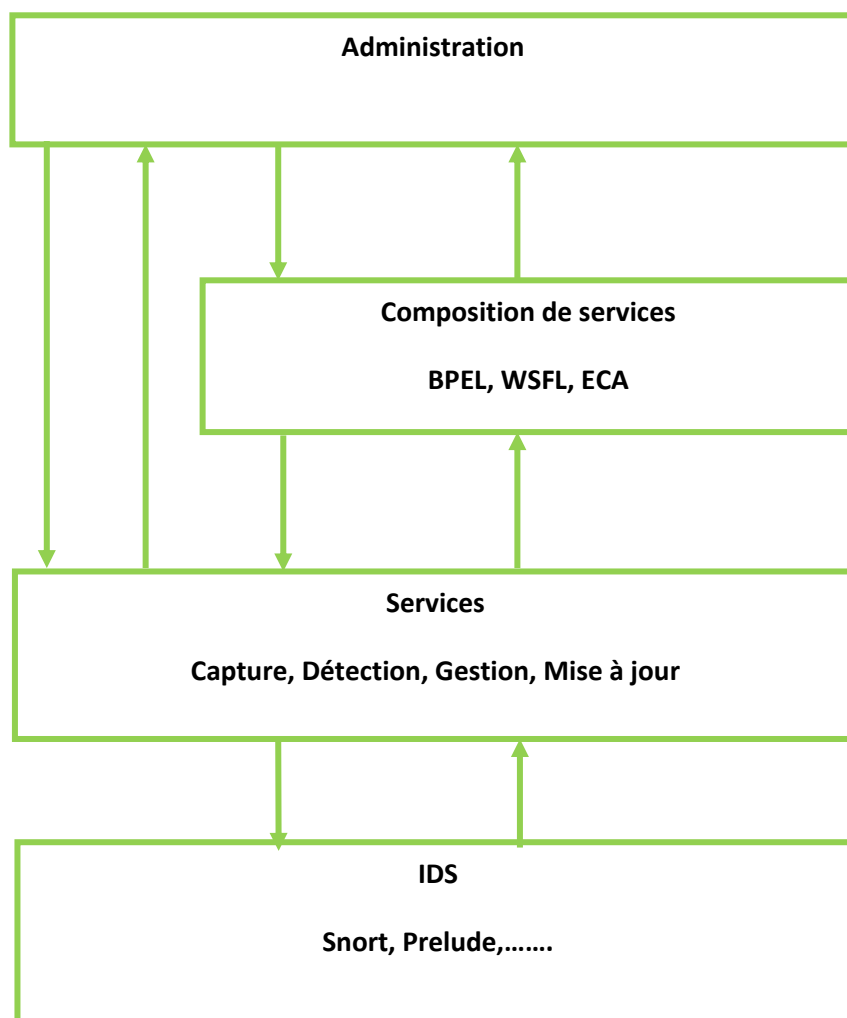 Administration
Composition de services
BPEL, WSFL, ECA
Services
Capture, Détection, Gestion, Mise à jour
IDS
Snort, Prelude,…….